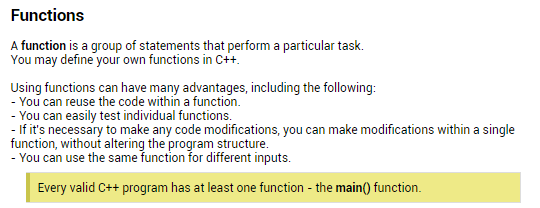 Functions
A function is a group of statements that perform a particular task.
You may define your own functions in C++.
Using functions can have many advantages, including the following:
- You can reuse the code within a function.
- You can easily test individual functions.
- If it's necessary to make any code modifications, you can make modifications within a single
function, without altering the program structure.
- You can use the same function for different inputs.
Every valid C++ program has at least one function - the main() function.